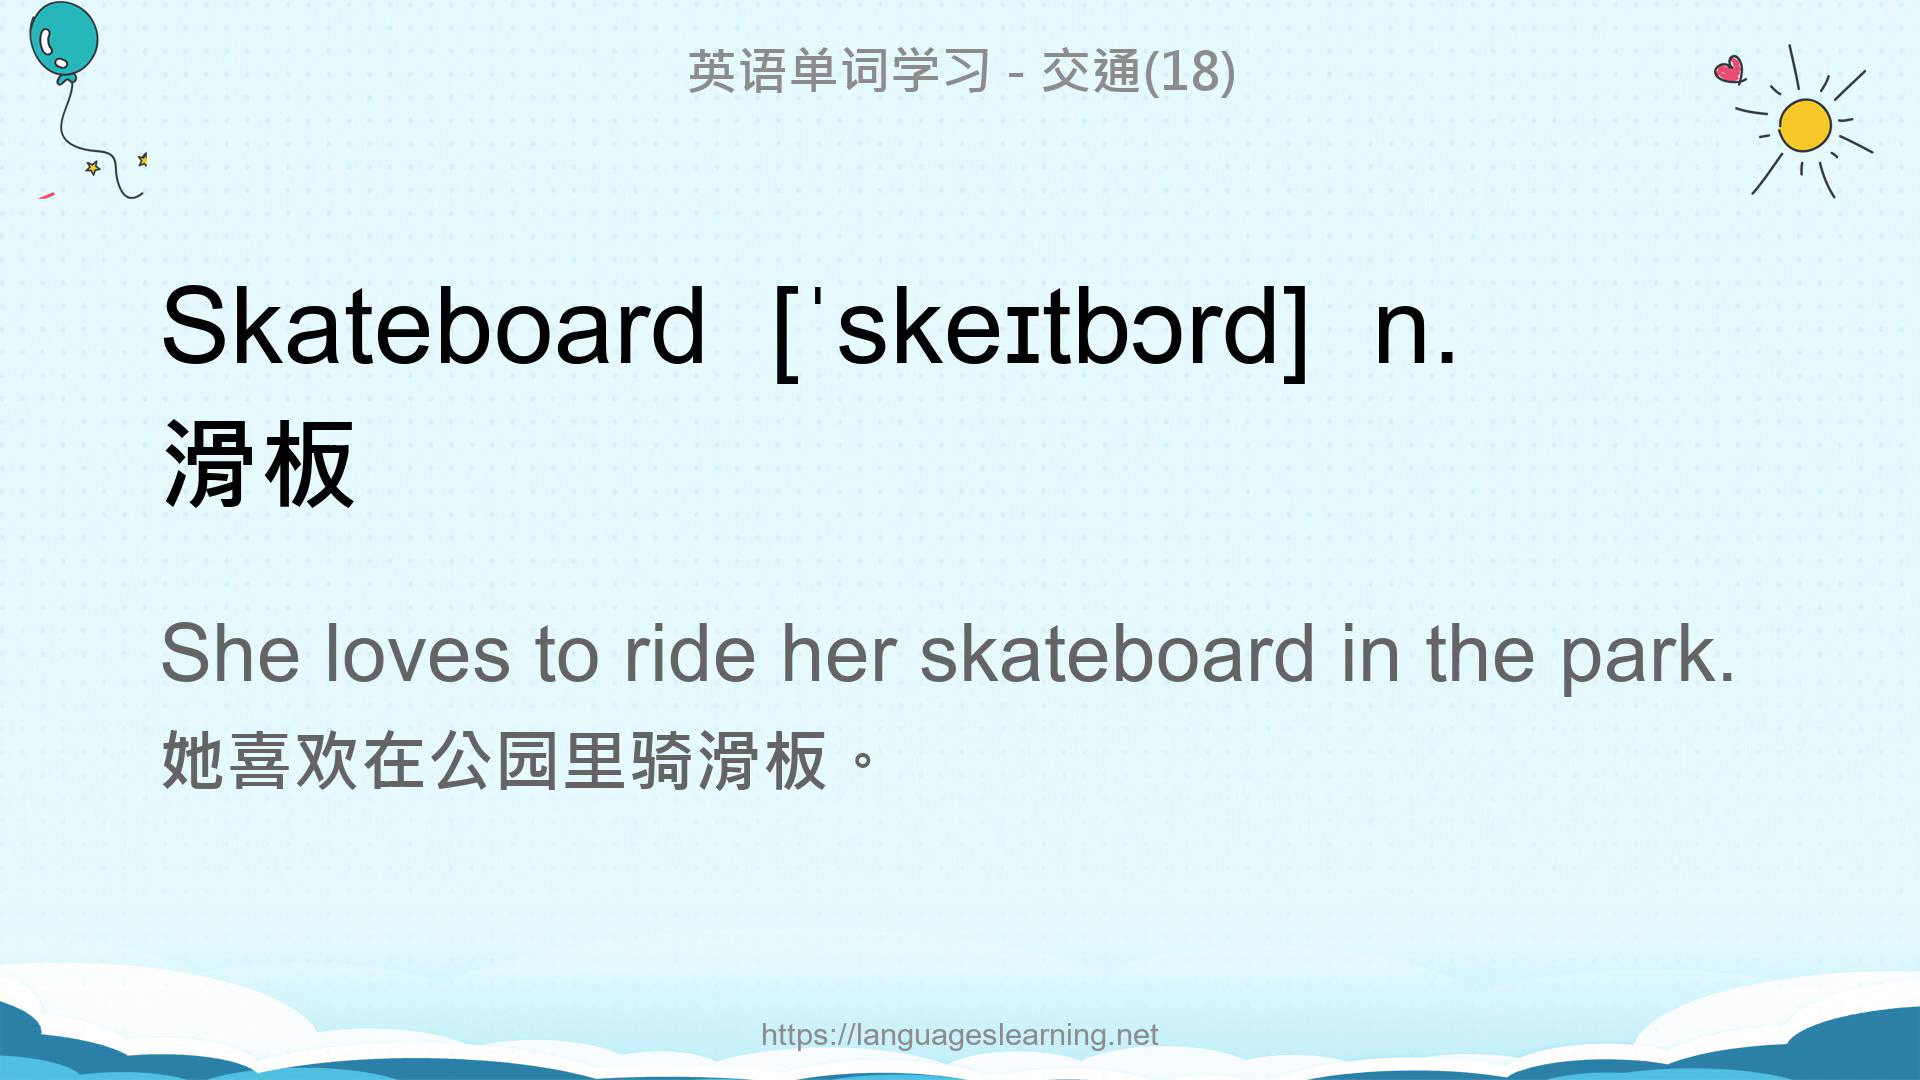 英语单词学习 - 交通(18)
Skateboard [ˈskeɪtbɔrd] n.
滑板
She loves to ride her skateboard in the park.
她喜欢在公园里骑滑板。
https://languageslearning.net